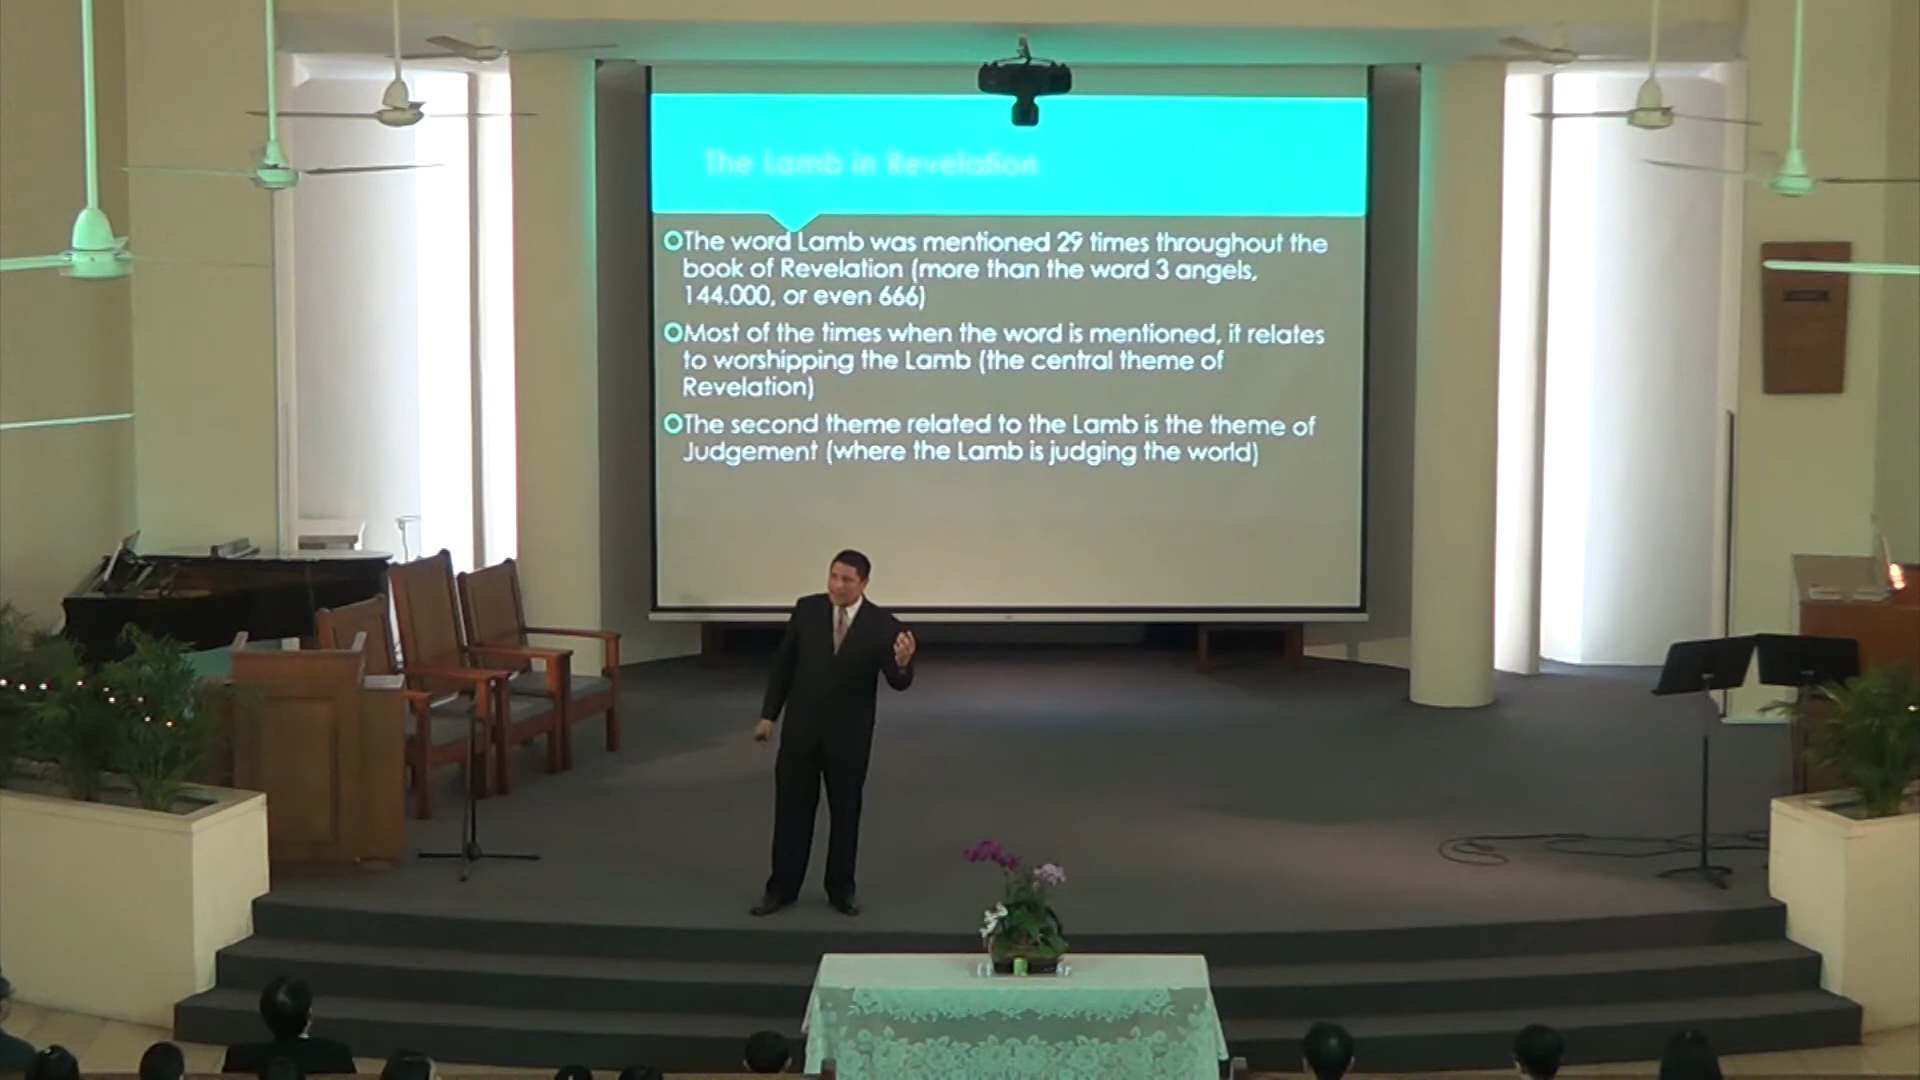 The Lamb in Revelation
The word Lamb was mentioned 29 times throughout the
book of Revelation (more than the word 3 angels,
144.000, or even 666)
Most of the times when the word is mentioned, it relates
to worshipping the Lamb (the central theme of
Revelation)
The second theme related to the Lamb is the theme of
Judgement (where the Lamb is judging the world)